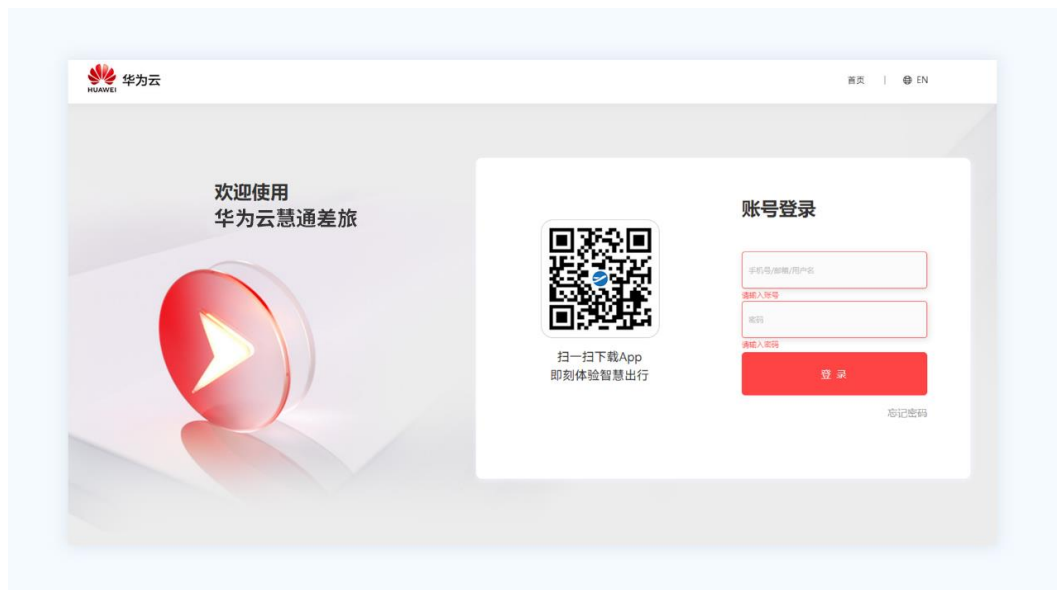 HUAWEI
华为云
首页 | EN
欢迎使用
华为云慧通差旅
扫一扫下载App
即刻体验智慧出行
账号登录
手机号/邮箱/用户名
请输入账号
密码
请输入密码
登 录
忘记密码